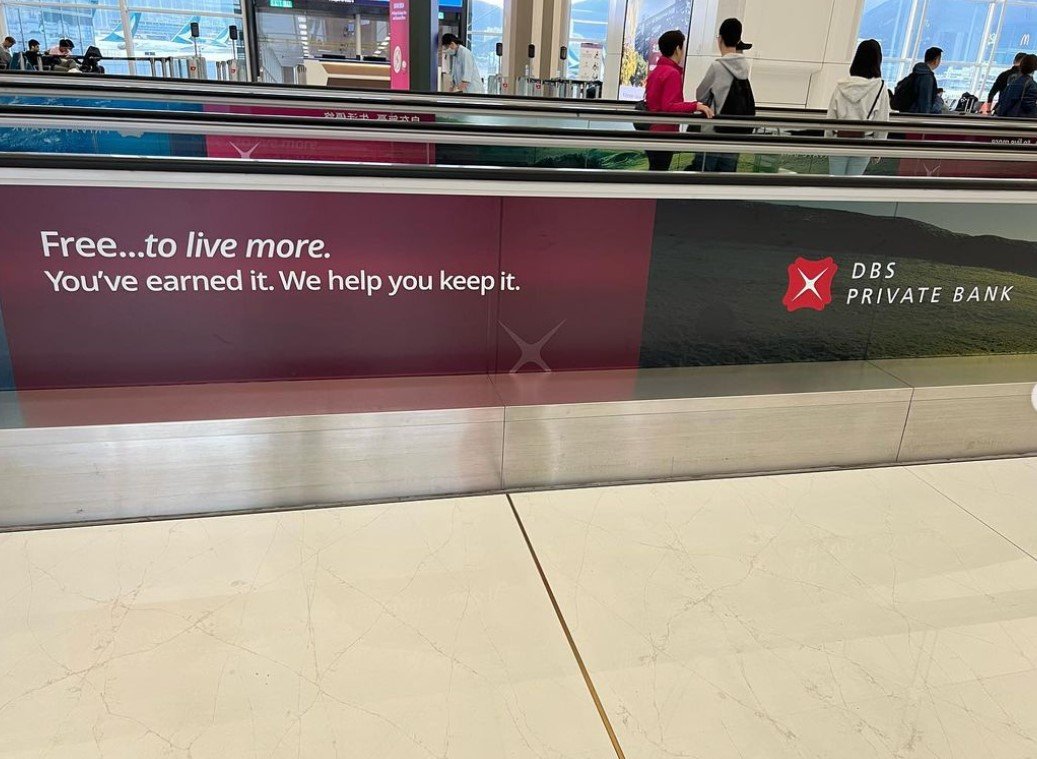 Free...to live more.
You've earned it. We help you keep it.
DBS
PRIVATE BANK